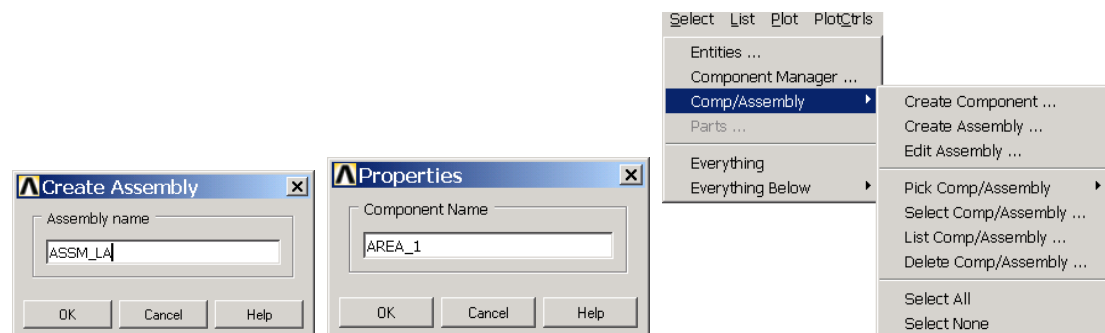 Create Assembly
Assembly name
ASSM_LA
OK Cancel Help
Properties
Component Name
AREA_1
OK Cancel Help
Select List Plot PlotCtrls
Entities ...
Component Manager ...
Comp/Assembly
Parts ...
Everything
Everything Below
Create Component ...
Create Assembly ...
Edit Assembly ...
Pick Comp/Assembly
Select Comp/Assembly ...
List Comp/Assembly ...
Delete Comp/Assembly ...
Select All
Select None